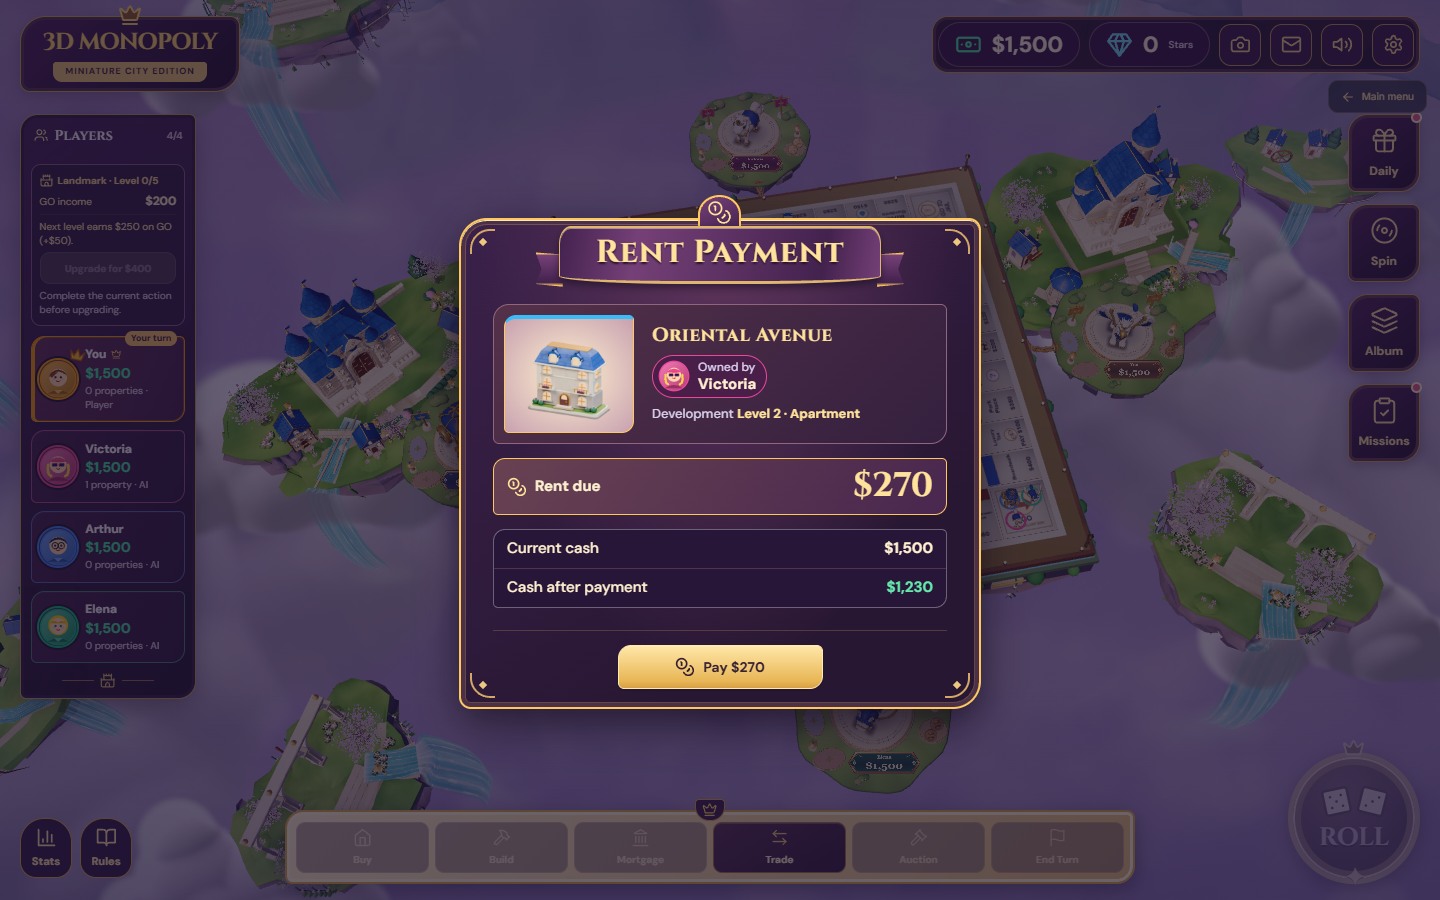 3D MONOPOLY
MINIATURE CITY EDITION
$1,500
0 Stars
Main menu
PLAYERS 4/4
Landmark · Level 0/5
GO income $200
Next level earns $250 on GO
(+$50).
Upgrade for $400
Complete the current action
before upgrading.
Your turn
You
$1,500
0 properties ·
Player
Victoria
$1,500
1 property · AI
Arthur
$1,500
0 properties · AI
Elena
$1,500
0 properties · AI
Daily
Spin
Album
Missions
$1,500
$1,500
RENT PAYMENT
ORIENTAL AVENUE
Owned by
Victoria
Development Level 2 · Apartment
Rent due $270
Current cash $1,500
Cash after payment $1,230
Pay $270
Elena
$1,500
Stats
Rules
Buy
Build
Mortgage
Trade
Auction
End Turn
ROLL